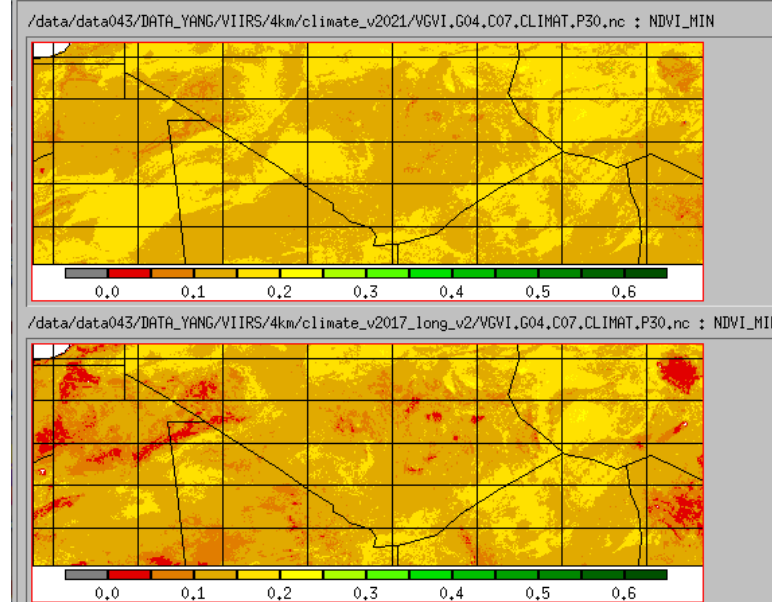 /data/data043/DATA_YANG/VIIRS/4km/climate_v2021/VGVI.G04.C07.CLIMAT.P30.nc : NDVI_MIN
0.0 0.1 0.2 0.3 0.4 0.5 0.6
/data/data043/DATA_YANG/VIIRS/4km/climate_v2017_long_v2/VGVI.G04.C07.CLIMAT.P30.nc : NDVI_MIN
0.0 0.1 0.2 0.3 0.4 0.5 0.6